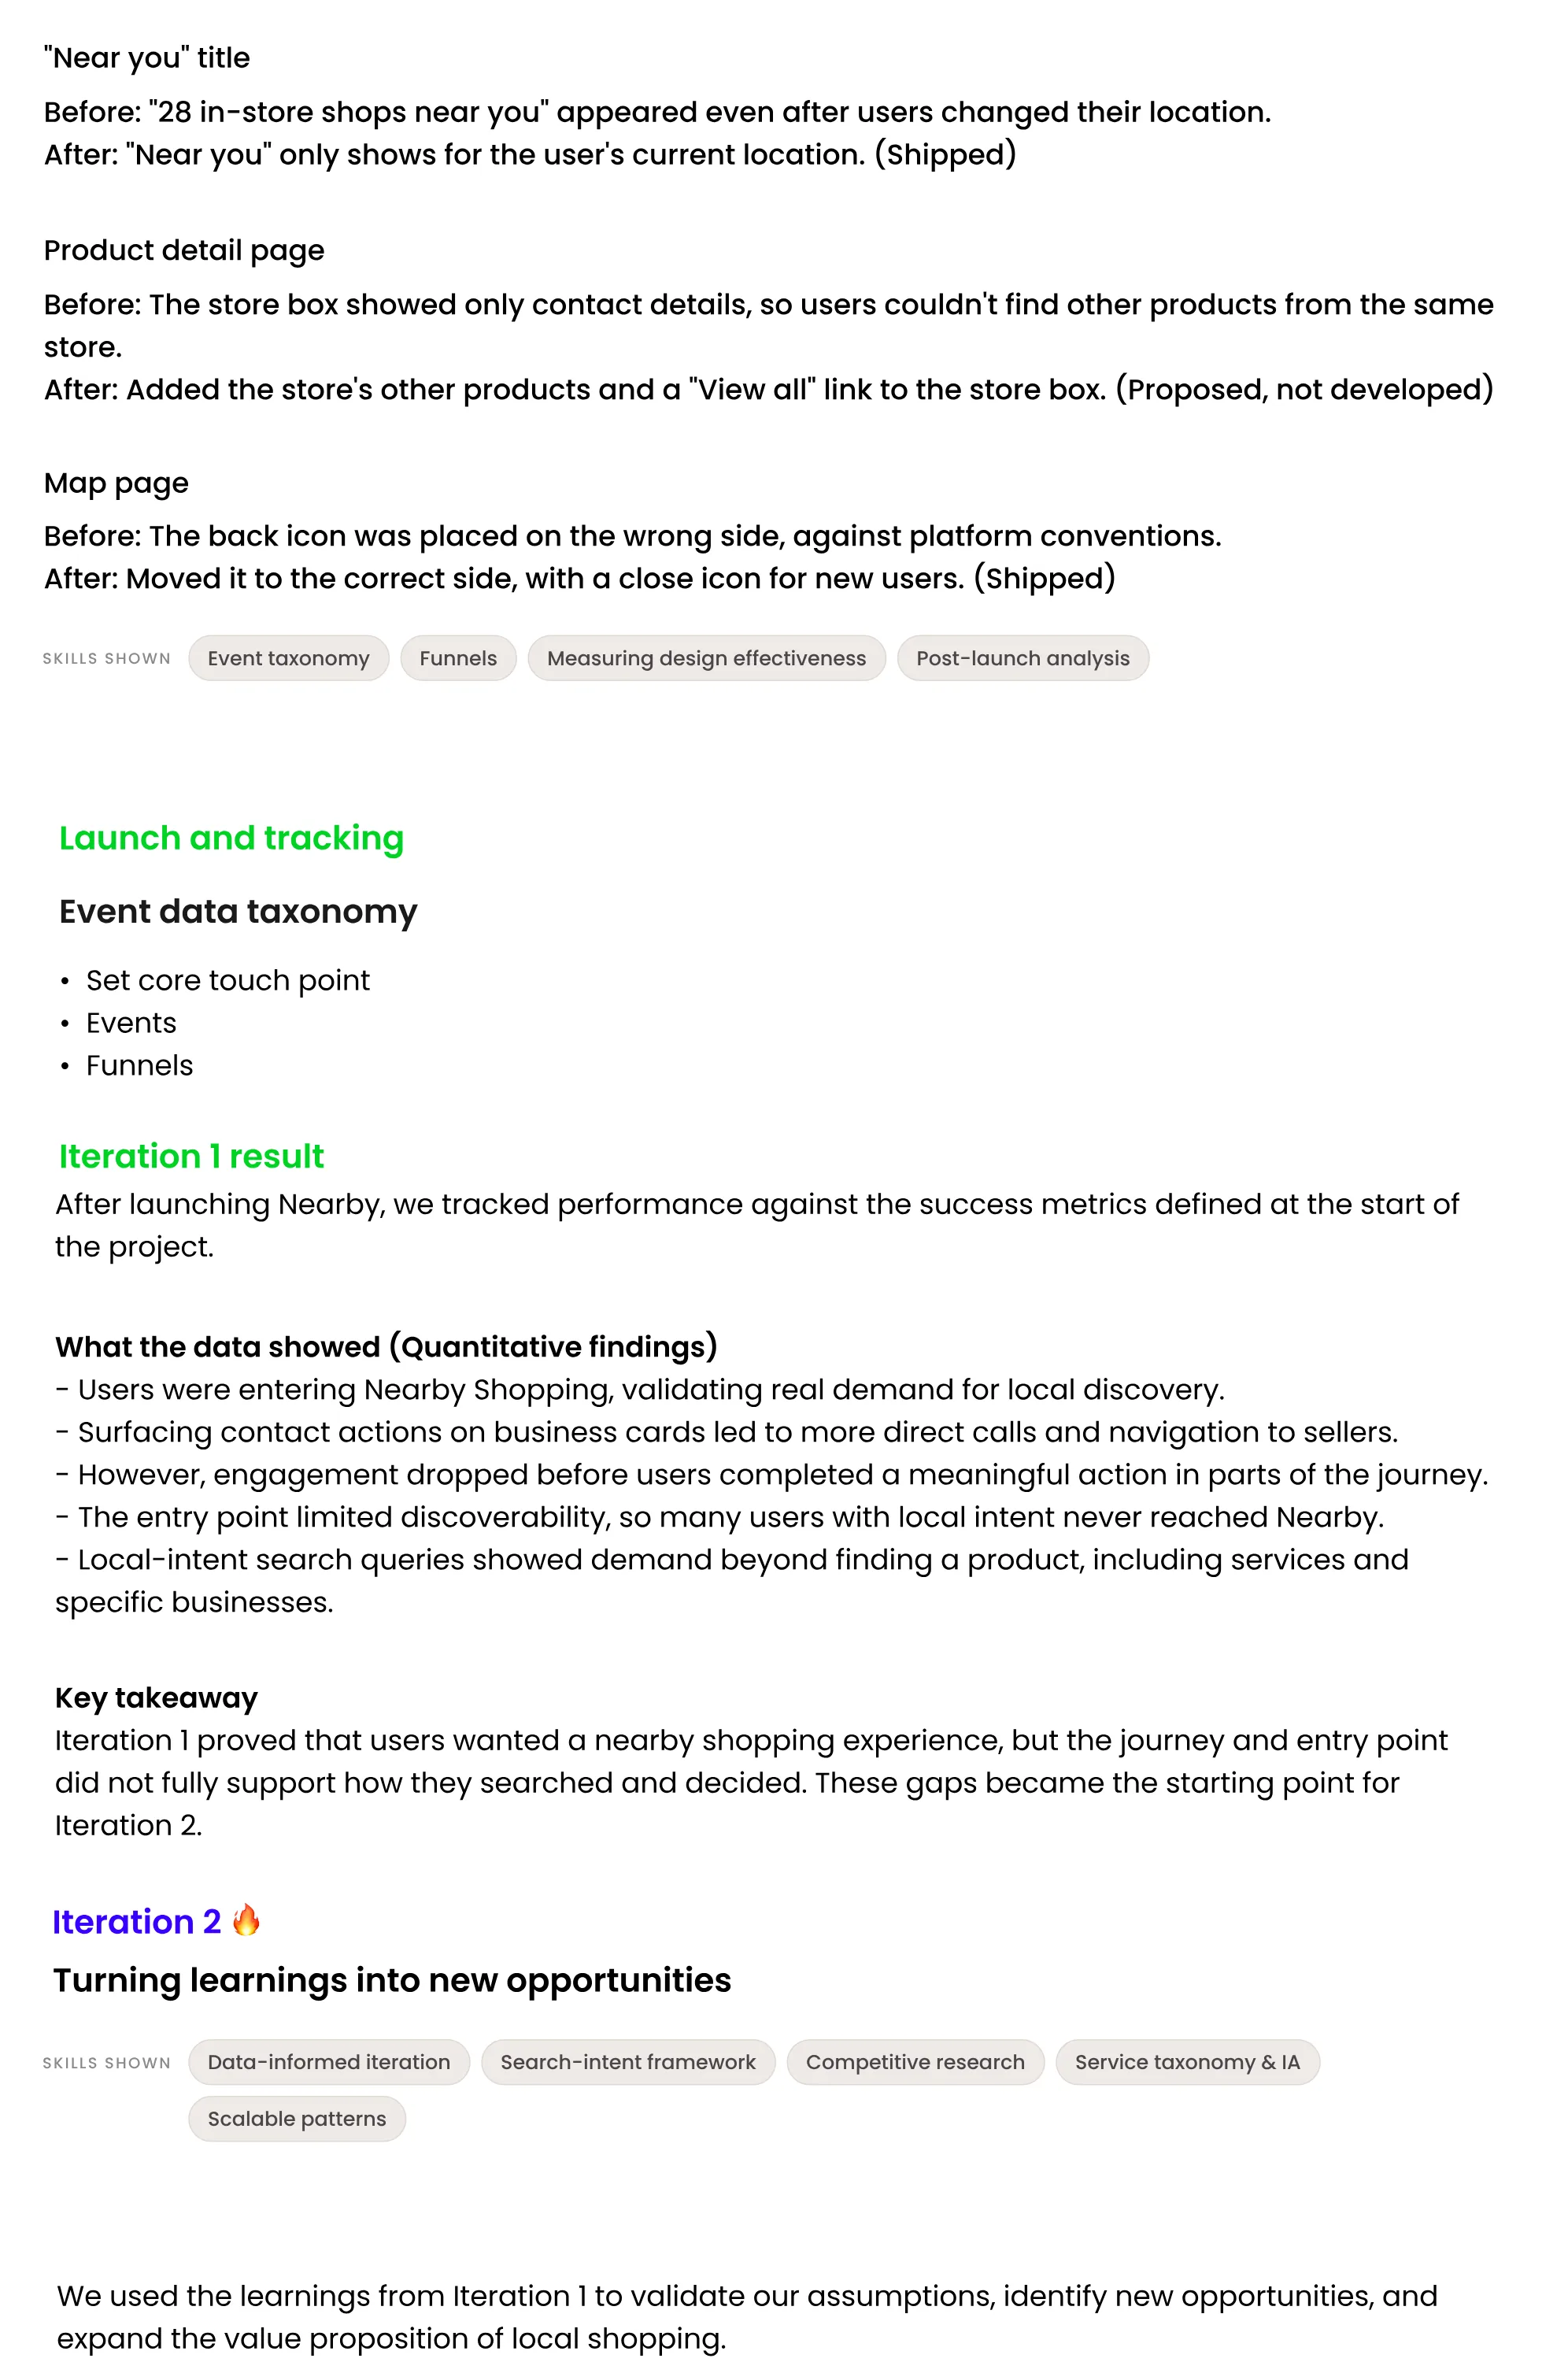 "Near you" title
Before: "28 in-store shops near you" appeared even after users changed their location.
After: "Near you" only shows for the user's current location. (Shipped)
Product detail page
Before: The store box showed only contact details, so users couldn't find other products from the same
store.
After: Added the store's other products and a "View all" link to the store box. (Proposed, not developed)
Map page
Before: The back icon was placed on the wrong side, against platform conventions.
After: Moved it to the correct side, with a close icon for new users. (Shipped)
SKILLS SHOWN Event taxonomy Funnels Measuring design effectiveness Post-launch analysis
Launch and tracking
Event data taxonomy
• Set core touch point
• Events
• Funnels
Iteration 1 result
After launching Nearby, we tracked performance against the success metrics defined at the start of
the project.
What the data showed (Quantitative findings)
- Users were entering Nearby Shopping, validating real demand for local discovery.
- Surfacing contact actions on business cards led to more direct calls and navigation to sellers.
- However, engagement dropped before users completed a meaningful action in parts of the journey.
- The entry point limited discoverability, so many users with local intent never reached Nearby.
- Local-intent search queries showed demand beyond finding a product, including services and
specific businesses.
Key takeaway
Iteration 1 proved that users wanted a nearby shopping experience, but the journey and entry point
did not fully support how they searched and decided. These gaps became the starting point for
Iteration 2.
Iteration 2 🔥
Turning learnings into new opportunities
SKILLS SHOWN Data-informed iteration Search-intent framework Competitive research Service taxonomy & IA
Scalable patterns
We used the learnings from Iteration 1 to validate our assumptions, identify new opportunities, and
expand the value proposition of local shopping.